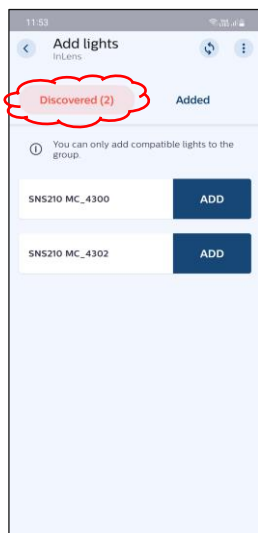 11:53
Add lights
InLens
Discovered (2)
Added
You can only add compatible lights to the
group.
SNS210 MC_4300
ADD
SNS210 MC_4302
ADD